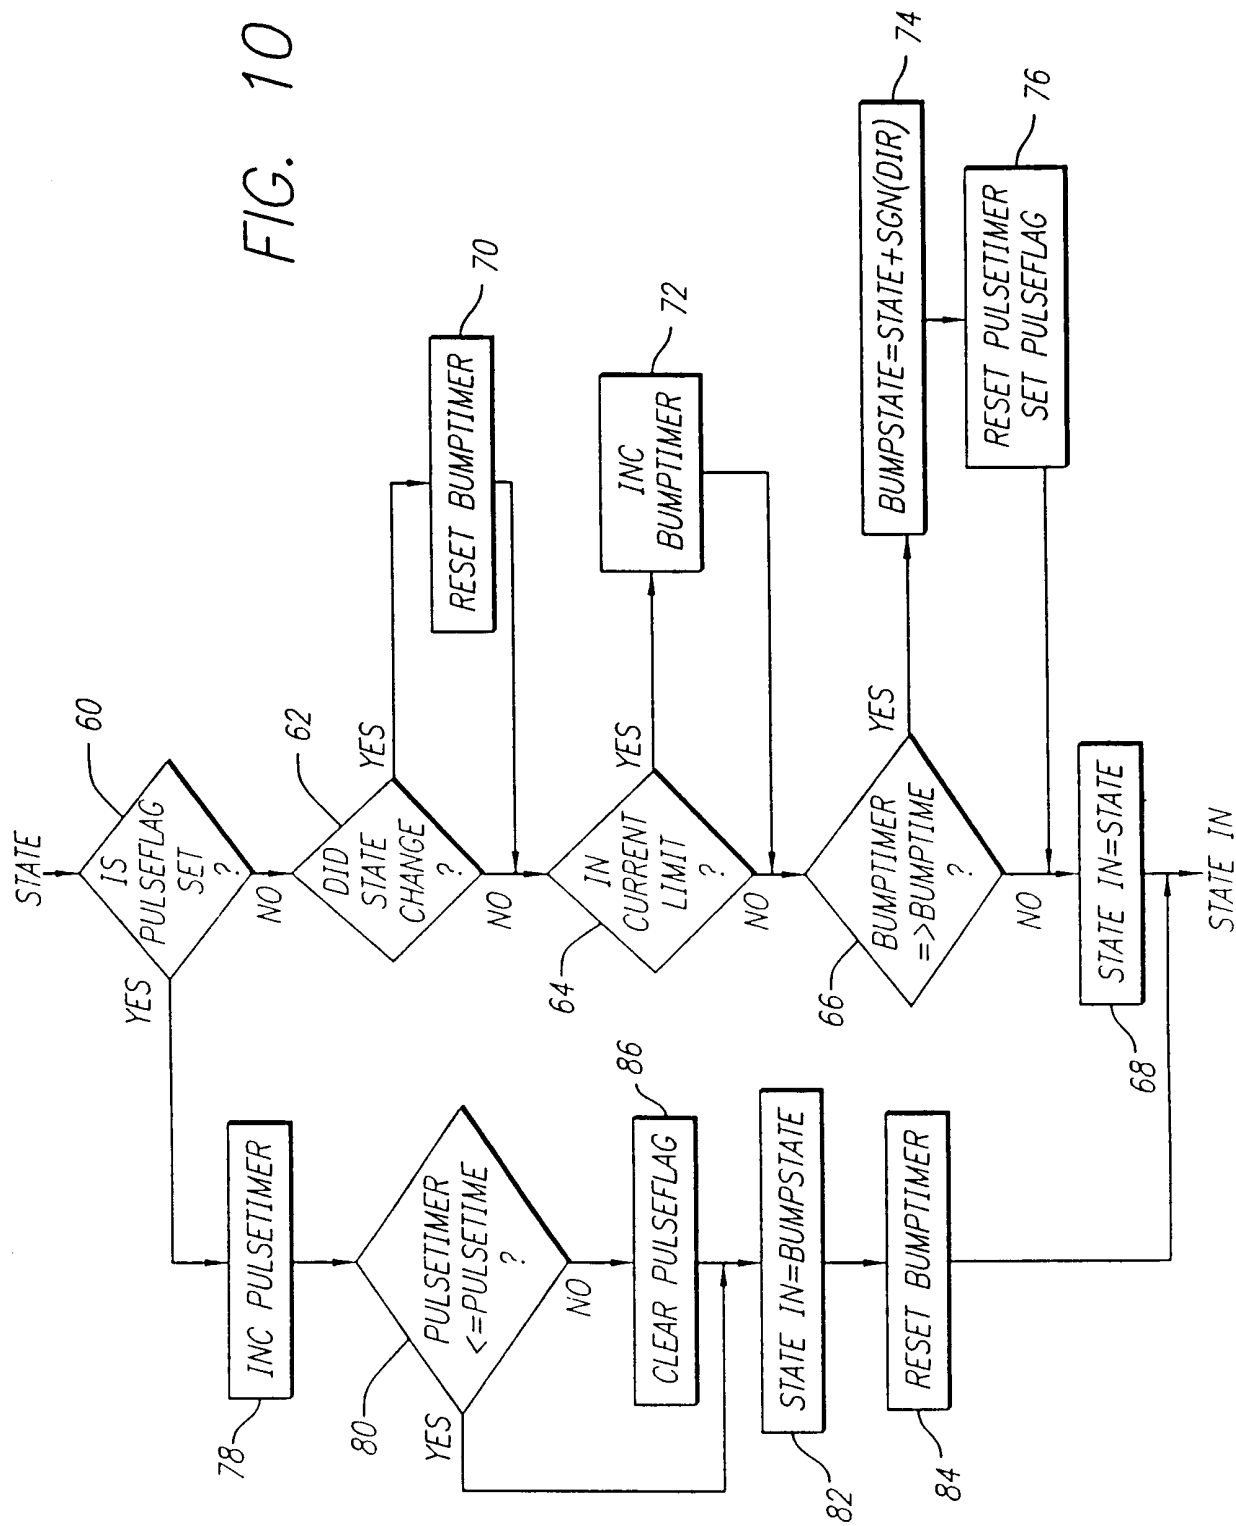 FIG. 10
STATE
60
IS
PULSEFLAG
SET
?
YES
NO
62
DID
STATE
CHANGE
?
YES
NO
70
RESET BUMPTIMER
64
IN
CURRENT
LIMIT
?
YES
NO
72
INC
BUMPTIMER
66
BUMPTIMER
=>BUMPTIME
?
YES
NO
74
BUMPSTATE=STATE+SGN(DIR)
76
RESET PULSETIMER
SET PULSEFLAG
68
STATE IN=STATE
78
INC PULSETIMER
80
PULSETIMER
<=PULSETIME
?
YES
NO
86
CLEAR PULSEFLAG
82
STATE IN=BUMPSTATE
84
RESET BUMPTIMER
STATE IN